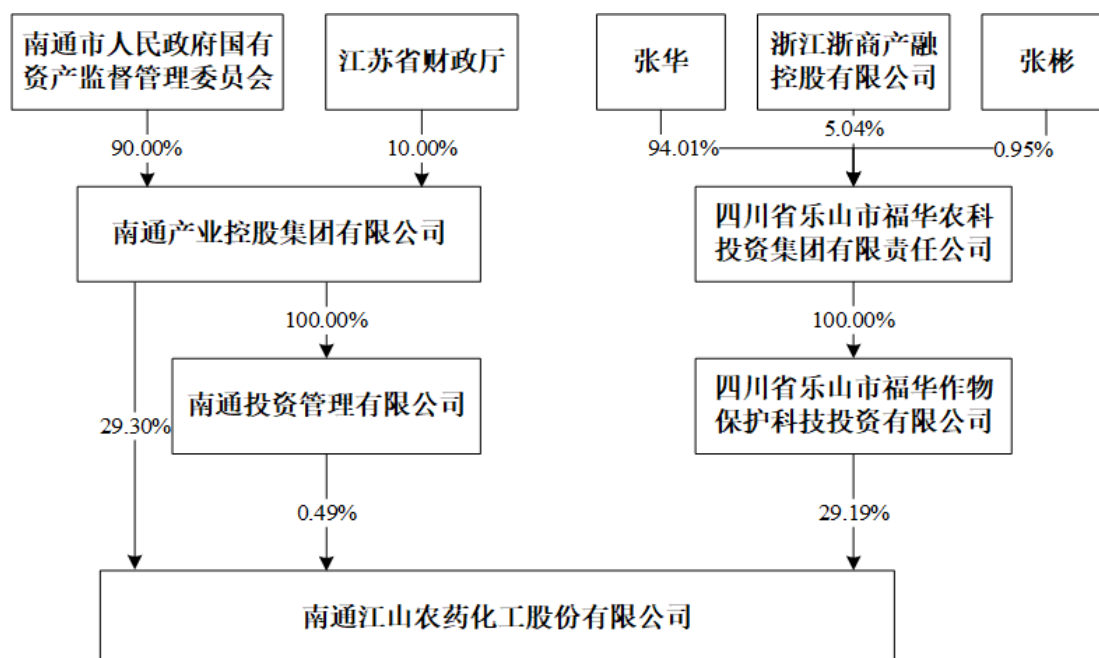 南通市人民政府国有
资产监督管理委员会
江苏省财政厅
张华
浙江浙商产融
控股有限公司
张彬
90.00%
10.00%
94.01%
5.04%
0.95%
南通产业控股集团有限公司
四川省乐山市福华农科
投资集团有限责任公司
100.00%
100.00%
南通投资管理有限公司
四川省乐山市福华作物
保护科技投资有限公司
29.30%
0.49%
29.19%
南通江山农药化工股份有限公司